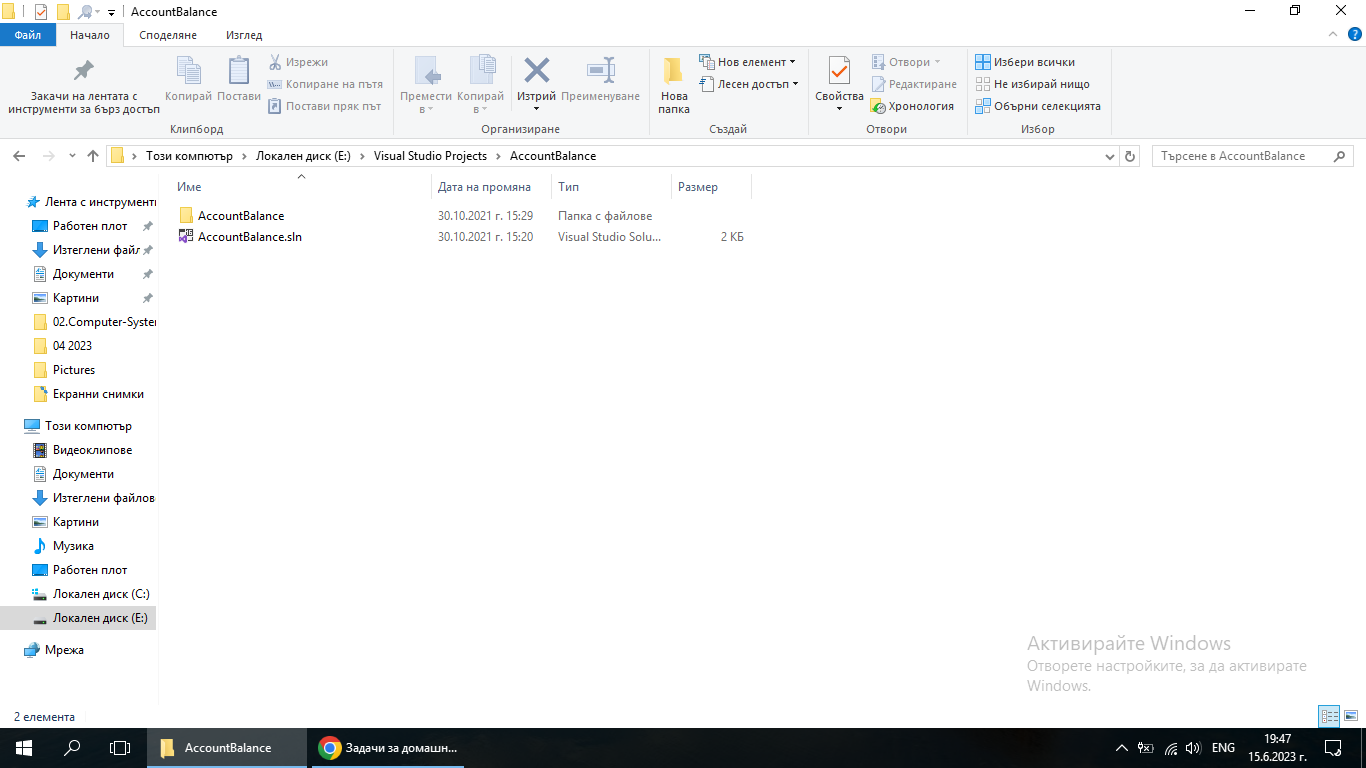 AccountBalance
Файл Начало Споделяне Изглед
Закачи на лентата с инструменти за бърз достъп
Копирай
Постави
Изрежи
Копиране на пътя
Постави пряк път
Клипборд
Премести в
Копирай в
Изтрий
Преименуване
Организиране
Нова папка
Нов елемент
Лесен достъп
Създай
Свойства
Отвори
Редактиране
Хронология
Отвори
Избери всички
Не избирай нищо
Обърни селекцията
Избор
Този компютър › Локален диск (E:) › Visual Studio Projects › AccountBalance
Търсене в AccountBalance
Име Дата на промяна Тип Размер
AccountBalance 30.10.2021 г. 15:29 Папка с файлове
AccountBalance.sln 30.10.2021 г. 15:20 Visual Studio Solu... 2 КБ
Лента с инструменти
Работен плот
Изтеглени файл
Документи
Картини
02.Computer-System
04 2023
Pictures
Екранни снимки
Този компютър
Видеоклипове
Документи
Изтеглени файлов
Картини
Музика
Работен плот
Локален диск (C:)
Локален диск (E:)
Мрежа
Активирайте Windows
Отворете настройките, за да активирате
Windows.
2 елемента
AccountBalance
Задачи за домашн...
ENG
19:47
15.6.2023 г.